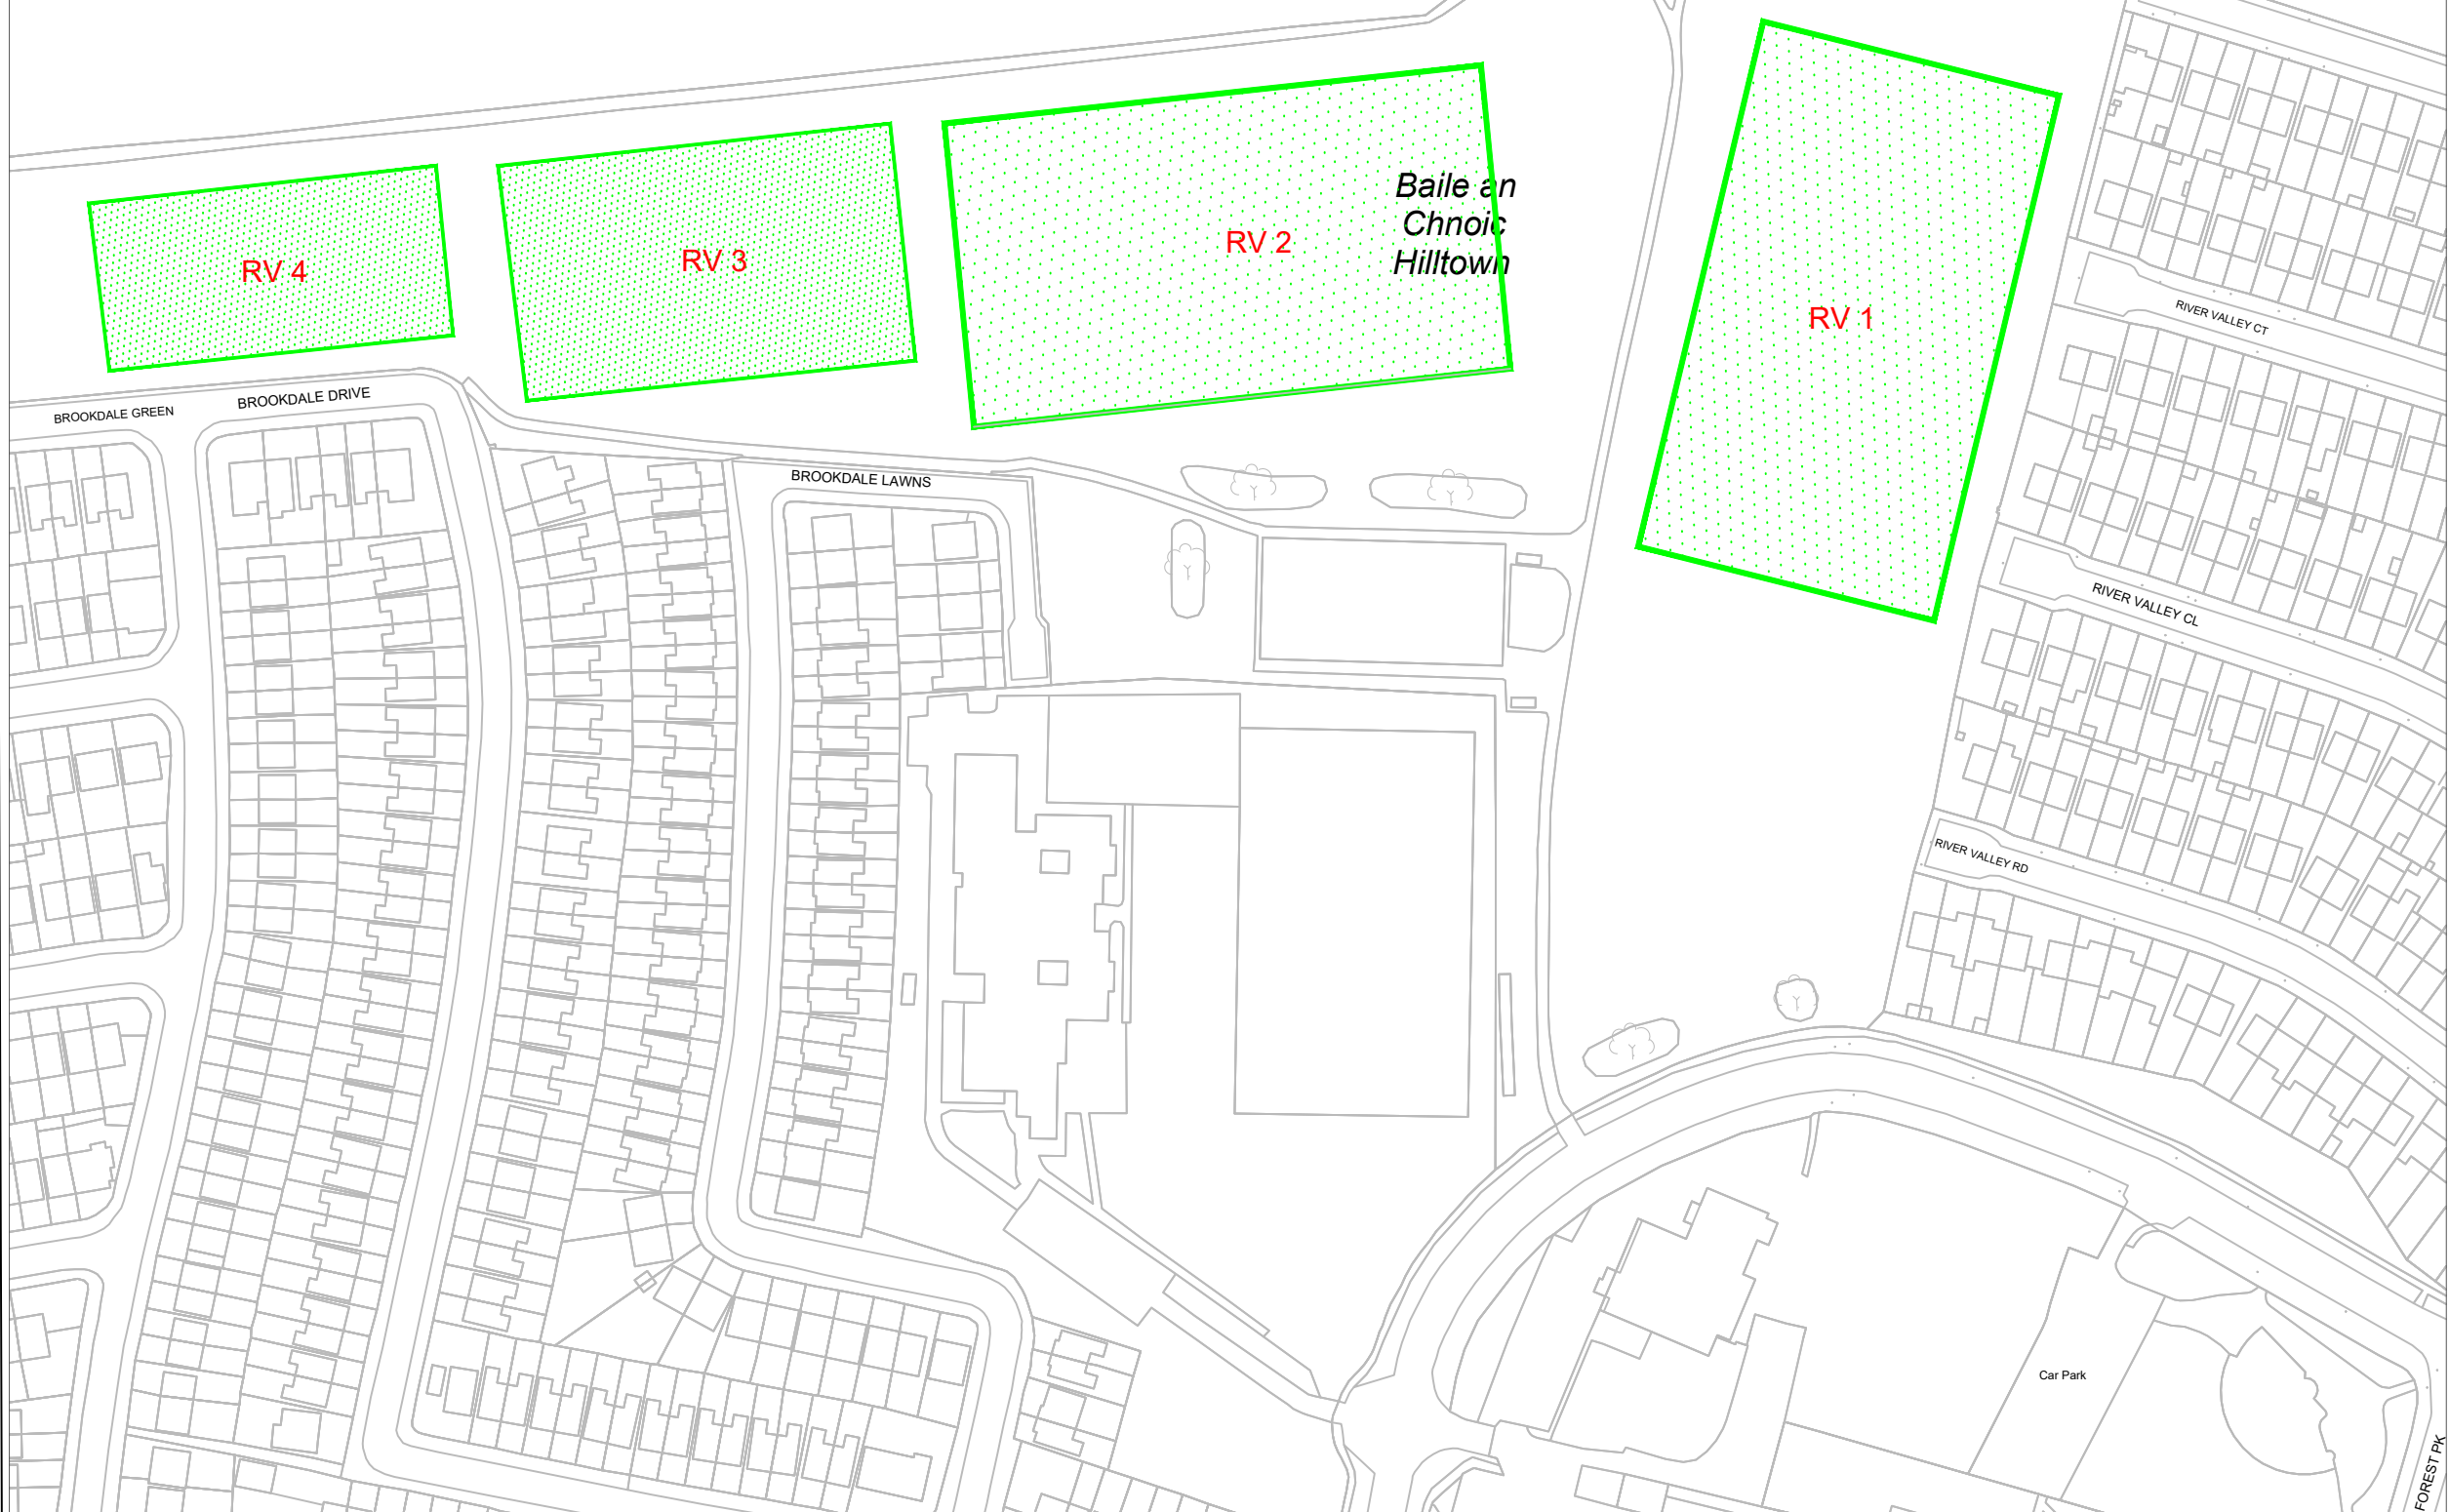 Baile an
Chnoic
Hilltown
RV 2
RV 3
RV 4
RV 1
RIVER VALLEY CT
BROOKDALE DRIVE
BROOKDALE GREEN
BROOKDALE LAWNS
RIVER VALLEY CL
RIVER VALLEY RD
Car Park
FOREST PK